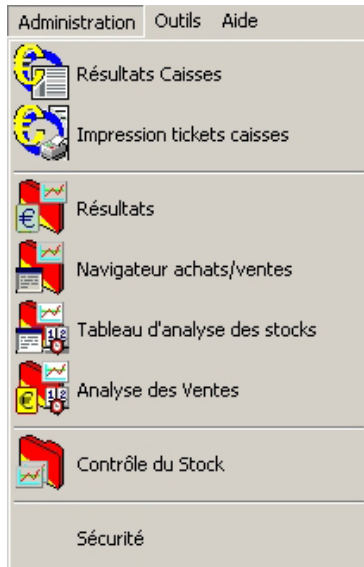 Administration Outils Aide
Résultats Caisses
Impression tickets caisses
Résultats
Navigateur achats/ventes
Tableau d'analyse des stocks
Analyse des Ventes
Contrôle du Stock
Sécurité